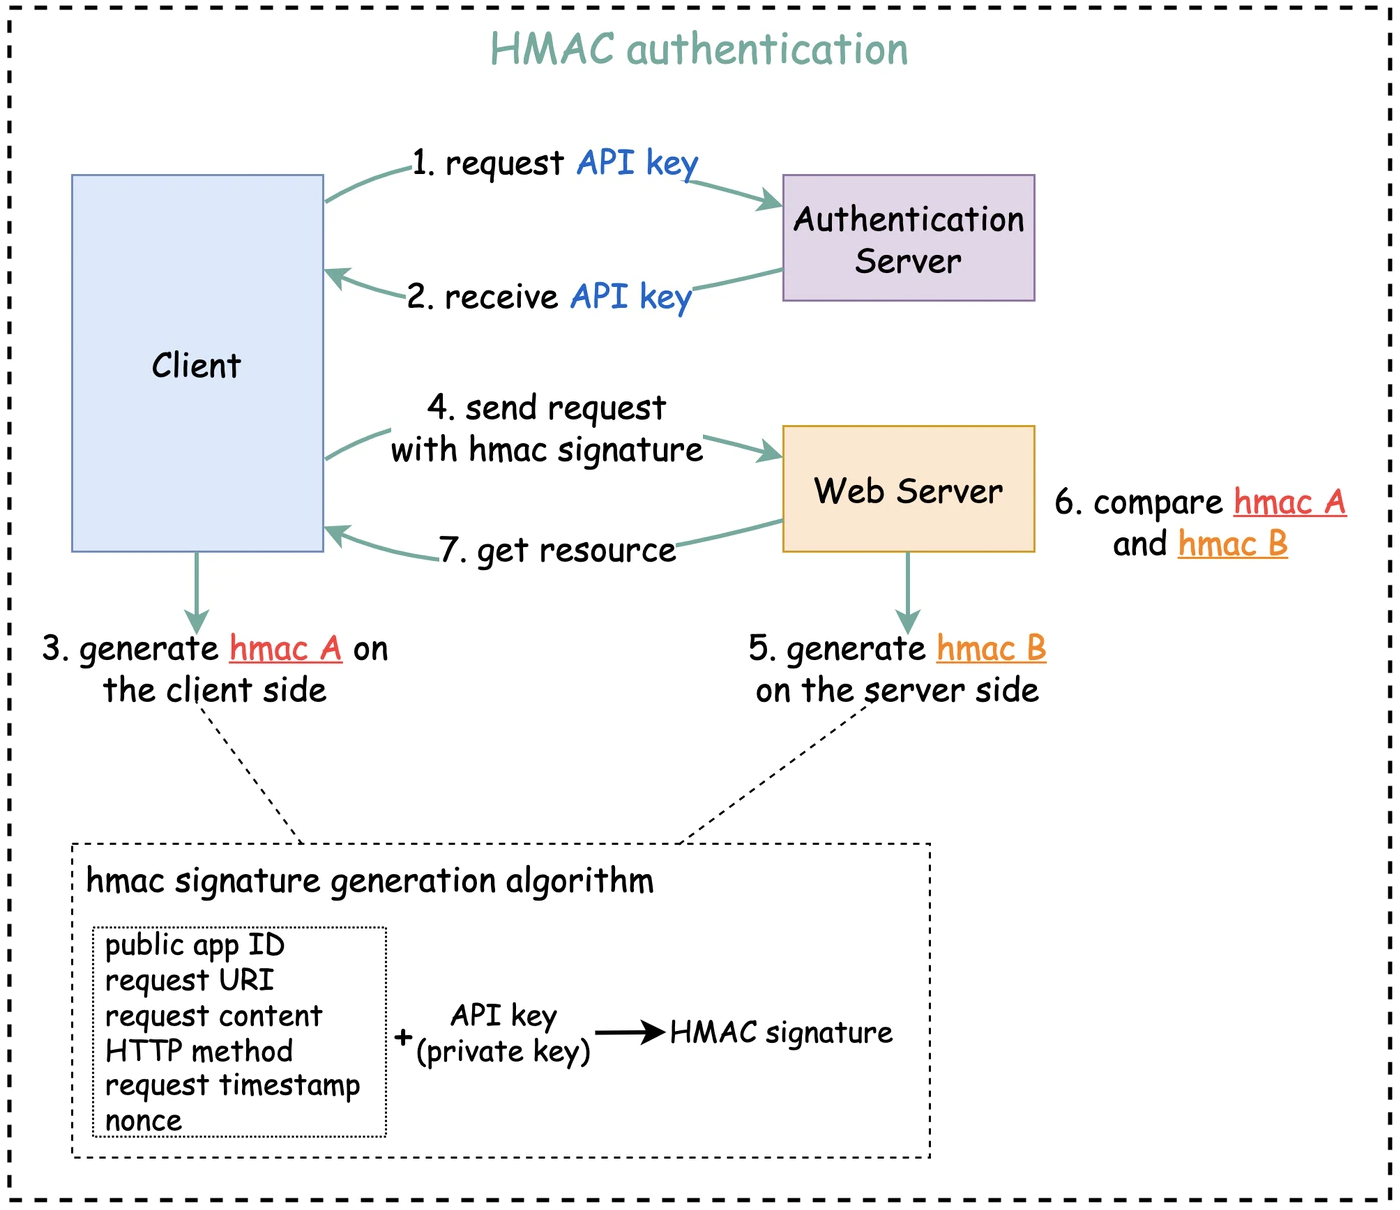 HMAC authentication
1. request API key
Authentication
Server
2. receive API key
Client
4. send request
with hmac signature
Web Server
6. compare hmac A
and hmac B
7. get resource
3. generate hmac A on
the client side
5. generate hmac B
on the server side
hmac signature generation algorithm
public app ID
request URI
request content
HTTP method
request timestamp
nonce
+
API key
(private key)
HMAC signature